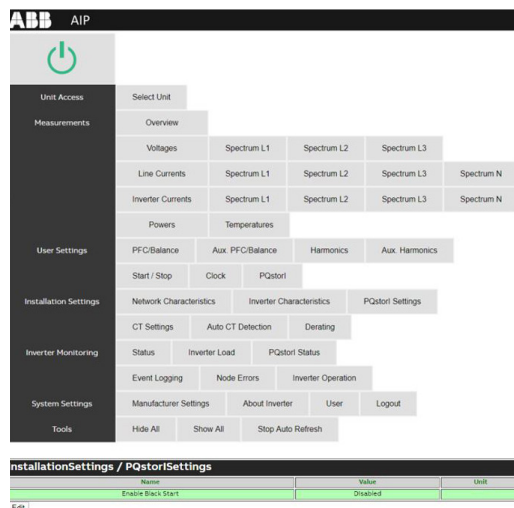 ABB AIP
Unit Access Select Unit
Measurements Overview
Voltages Spectrum L1 Spectrum L2 Spectrum L3
Line Currents Spectrum L1 Spectrum L2 Spectrum L3 Spectrum N
Inverter Currents Spectrum L1 Spectrum L2 Spectrum L3 Spectrum N
Powers Temperatures
User Settings PFC/Balance Aux. PFC/Balance Harmonics Aux. Harmonics
Start / Stop Clock PQstorI
Installation Settings Network Characteristics Inverter Characteristics PQstorI Settings
CT Settings Auto CT Detection Derating
Inverter Monitoring Status Inverter Load PQstorI Status
Event Logging Node Errors Inverter Operation
System Settings Manufacturer Settings About Inverter User Logout
Tools Hide All Show All Stop Auto Refresh
nstallationSettings / PQstorISettings
Name Value Unit
Enable Black Start Disabled
Edit